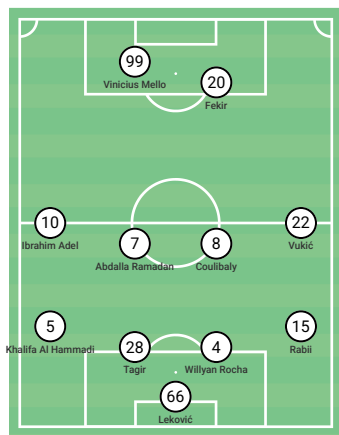 99
Vinicius Mello
20
Fekir
10
Ibrahim Adel
22
Vukić
7
Abdalla Ramadan
8
Coulibaly
5
Khalifa Al Hammadi
15
Rabii
28
Tagir
4
Willyan Rocha
66
Leković